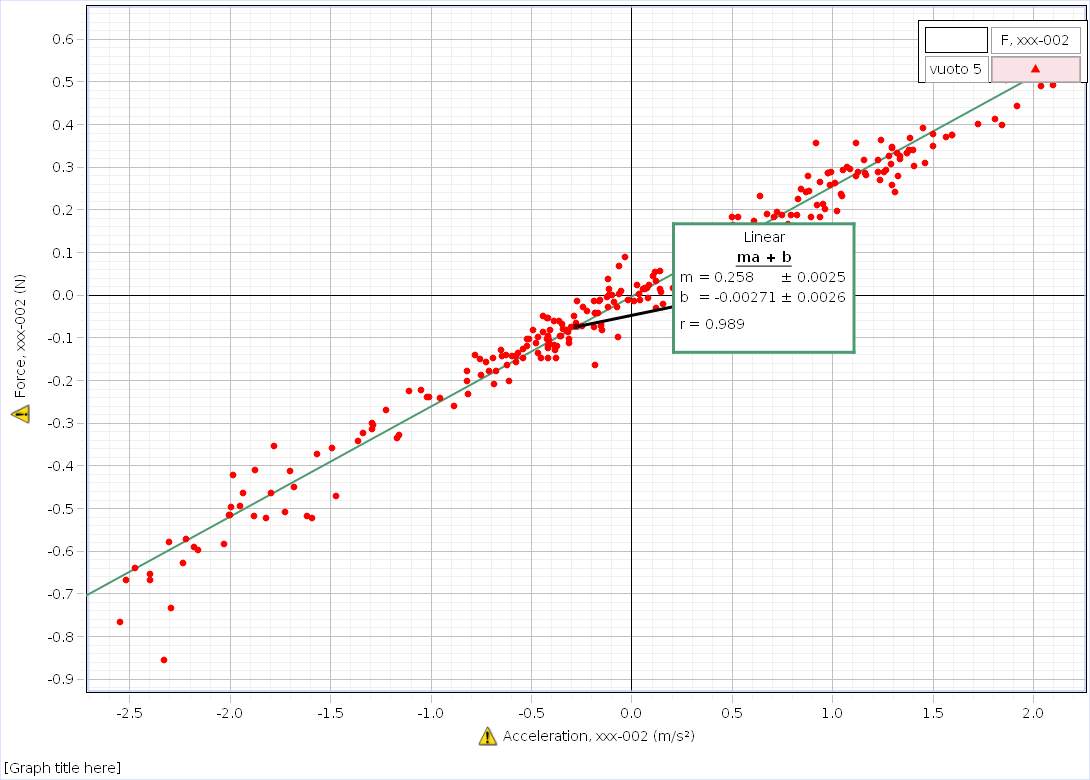 F, xxx-002
vuoto 5
0.6
0.5
0.4
0.3
0.2
0.1
0.0
-0.1
-0.2
-0.3
-0.4
-0.5
-0.6
-0.7
-0.8
-0.9
Force, xxx-002 (N)
Linear
ma + b
m = 0.258 ± 0.0025
b = -0.00271 ± 0.0026
r = 0.989
-2.5 -2.0 -1.5 -1.0 -0.5 0.0 0.5 1.0 1.5 2.0
Acceleration, xxx-002 (m/s²)
[Graph title here]